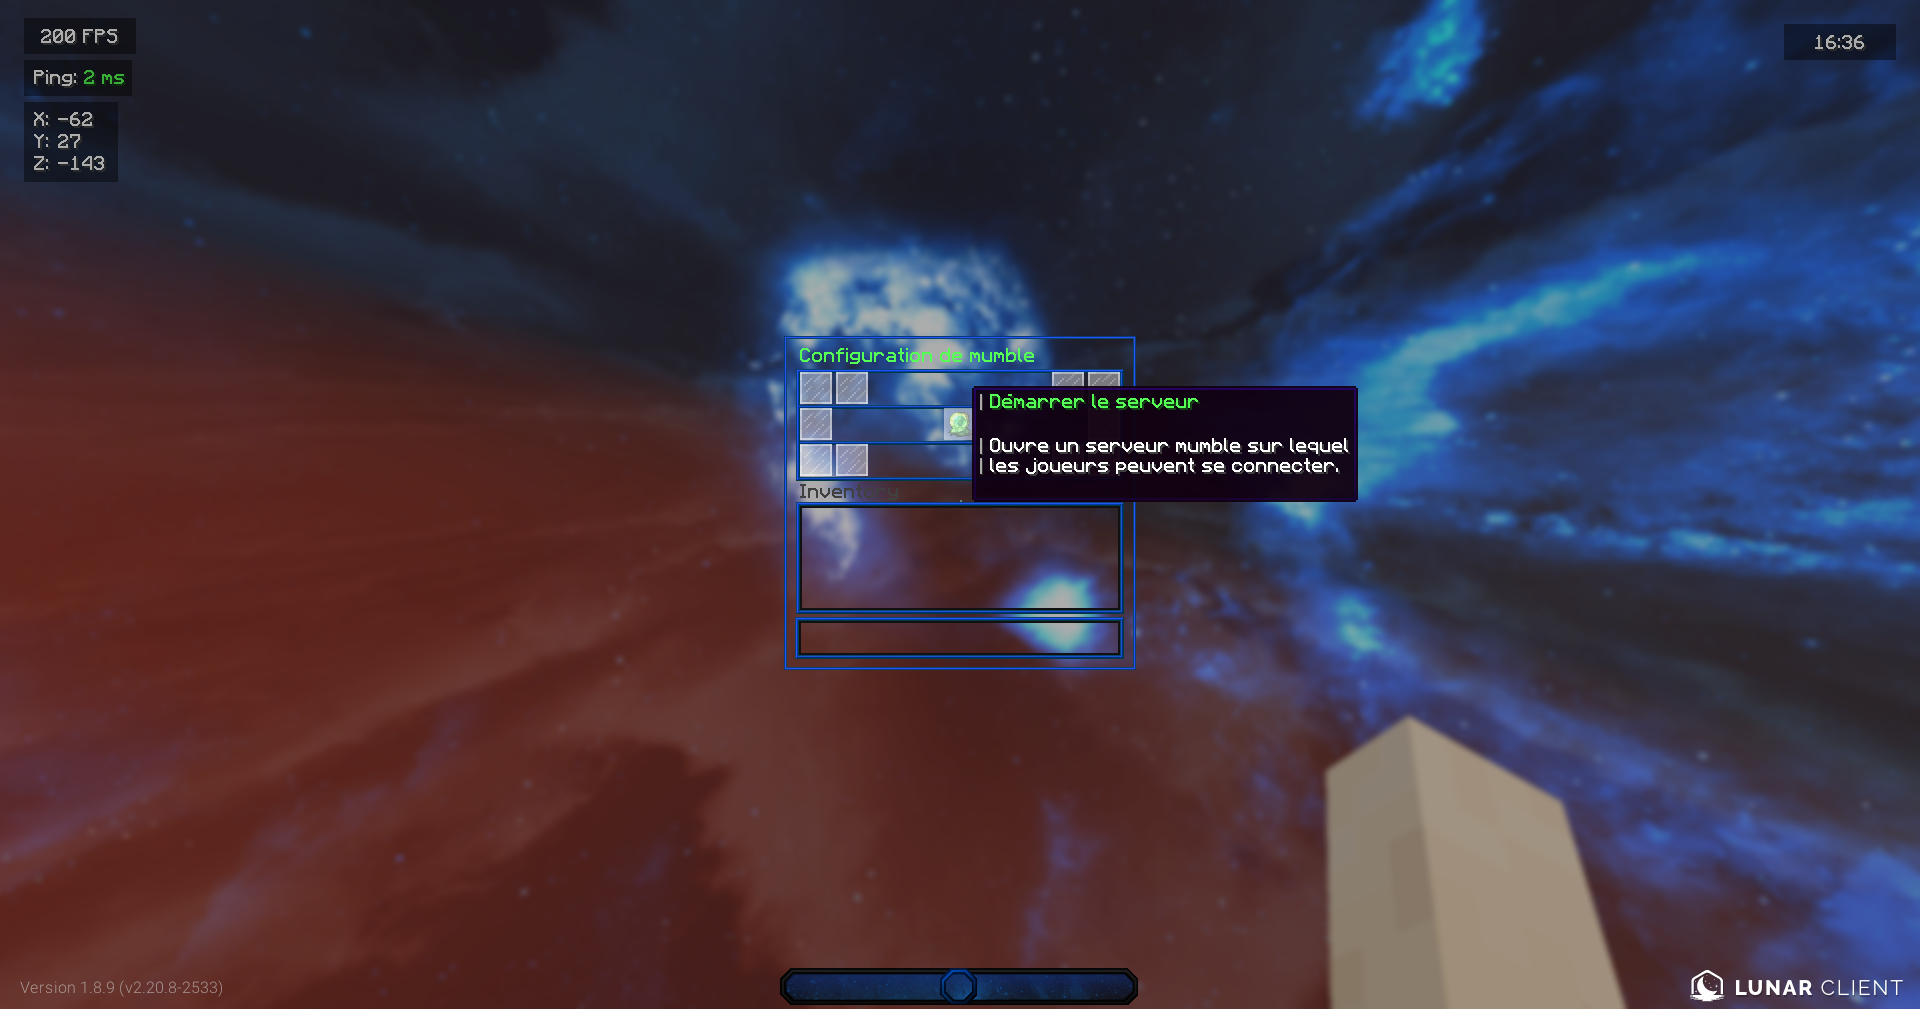 200 FPS
Ping: 2 ms
X: -62
Y: 27
Z: -143
16:36
Configuration de mumble
Démarrer le serveur
Ouvre un serveur mumble sur lequel
les joueurs peuvent se connecter.
Inventory
Version 1.8.9 (v2.20.8-2533)
LUNAR CLIENT